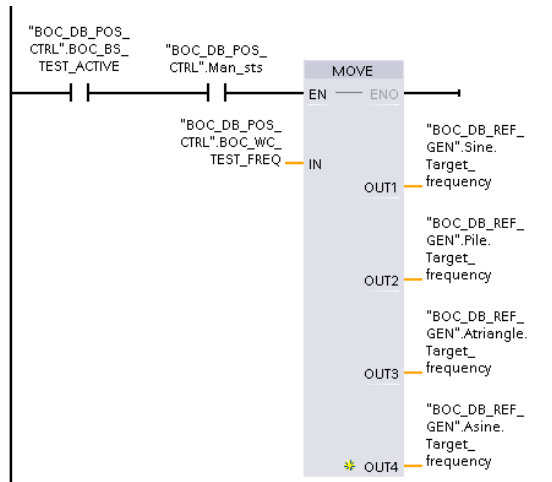 "BOC_DB_POS_
CTRL".BOC_BS_
TEST_ACTIVE
"BOC_DB_POS_
CTRL".Man_sts
MOVE
EN
ENO
"BOC_DB_POS_
CTRL".BOC_WC_
TEST_FREQ
IN
OUT1
"BOC_DB_REF_
GEN".Sine.
Target_
frequency
OUT2
"BOC_DB_REF_
GEN".Pile.
Target_
frequency
OUT3
"BOC_DB_REF_
GEN".Atriangle.
Target_
frequency
OUT4
"BOC_DB_REF_
GEN".Asine.
Target_
frequency